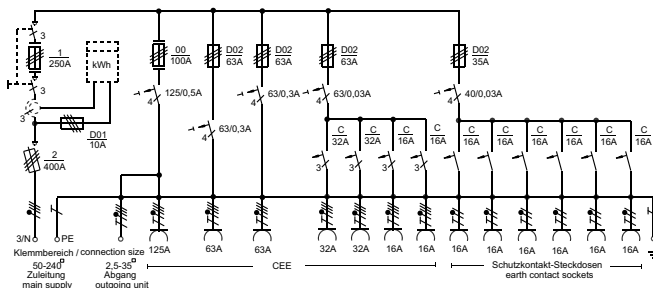 3
1
250A
kWh
3
3
D01
10A
2
400A
00
100A
125/0,5A
4
D02
63A
63/0,3A
4
D02
63A
63/0,3A
4
D02
63A
63/0,03A
4
D02
35A
40/0,03A
4
C
32A
3
C
32A
3
C
16A
3
C
16A
3
C
16A
C
16A
C
16A
C
16A
C
16A
C
16A
3/N PE
125A 63A 63A 32A 32A 16A 16A 16A 16A 16A 16A 16A 16A
Klemmbereich / connection size
50-240 2,5-35
Zuleitung Abgang
main supply outgoing unit
CEE
Schutzkontakt-Steckdosen
earth contact sockets